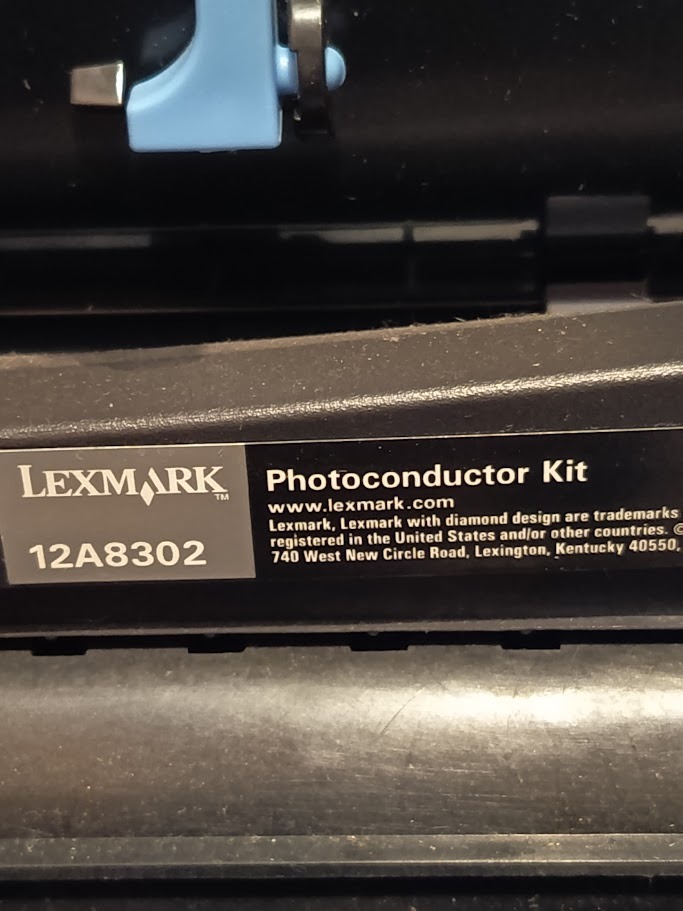 LEXMARK™
12A8302
Photoconductor Kit
www.lexmark.com
Lexmark, Lexmark with diamond design are trademarks
registered in the United States and/or other countries. ©
740 West New Circle Road, Lexington, Kentucky 40550,